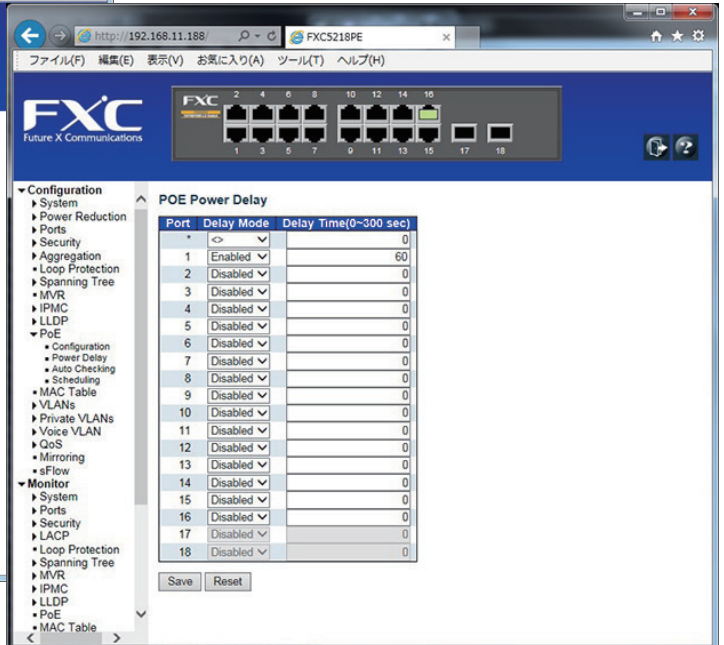 http://192.168.11.188/
FXC5218PE
ファイル(F) 編集(E) 表示(V) お気に入り(A) ツール(T) ヘルプ(H)
FXC
Future X Communications
FXC
2 4 6 8 10 12 14 16
1 3 5 7 9 11 13 15 17 18
Configuration
System
Power Reduction
Ports
Security
Aggregation
Loop Protection
Spanning Tree
MVR
IPMC
LLDP
PoE
Configuration
Power Delay
Auto Checking
Scheduling
MAC Table
VLANs
Private VLANs
Voice VLAN
QoS
Mirroring
sFlow
Monitor
System
Ports
Security
LACP
Loop Protection
Spanning Tree
MVR
IPMC
LLDP
PoE
MAC Table
POE Power Delay
Port Delay Mode Delay Time(0~300 sec)
* <> 0
1 Enabled 60
2 Disabled 0
3 Disabled 0
4 Disabled 0
5 Disabled 0
6 Disabled 0
7 Disabled 0
8 Disabled 0
9 Disabled 0
10 Disabled 0
11 Disabled 0
12 Disabled 0
13 Disabled 0
14 Disabled 0
15 Disabled 0
16 Disabled 0
17 Disabled 0
18 Disabled 0
Save Reset